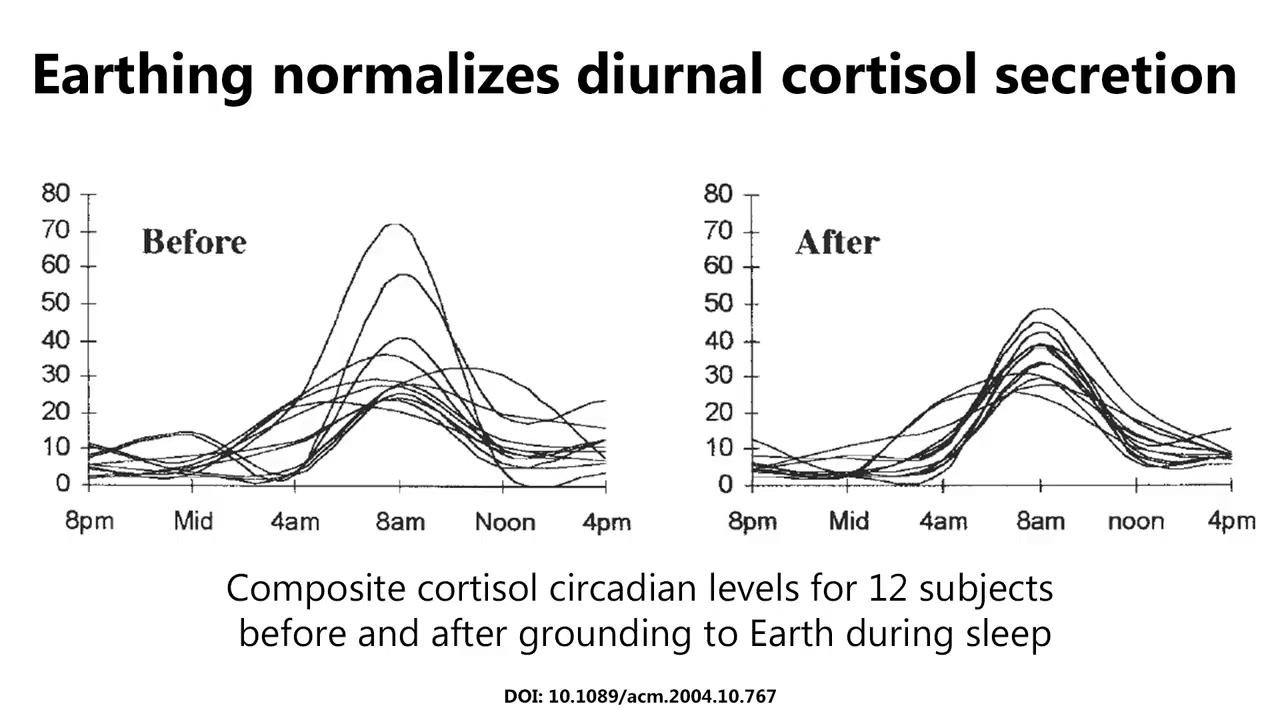 Earthing normalizes diurnal cortisol secretion
80
70
60
50
40
30
20
10
0
Before
8pm Mid 4am 8am Noon 4pm
80
70
60
50
40
30
20
10
0
After
8pm Mid 4am 8am noon 4pm
Composite cortisol circadian levels for 12 subjects
before and after grounding to Earth during sleep
DOI: 10.1089/acm.2004.10.767